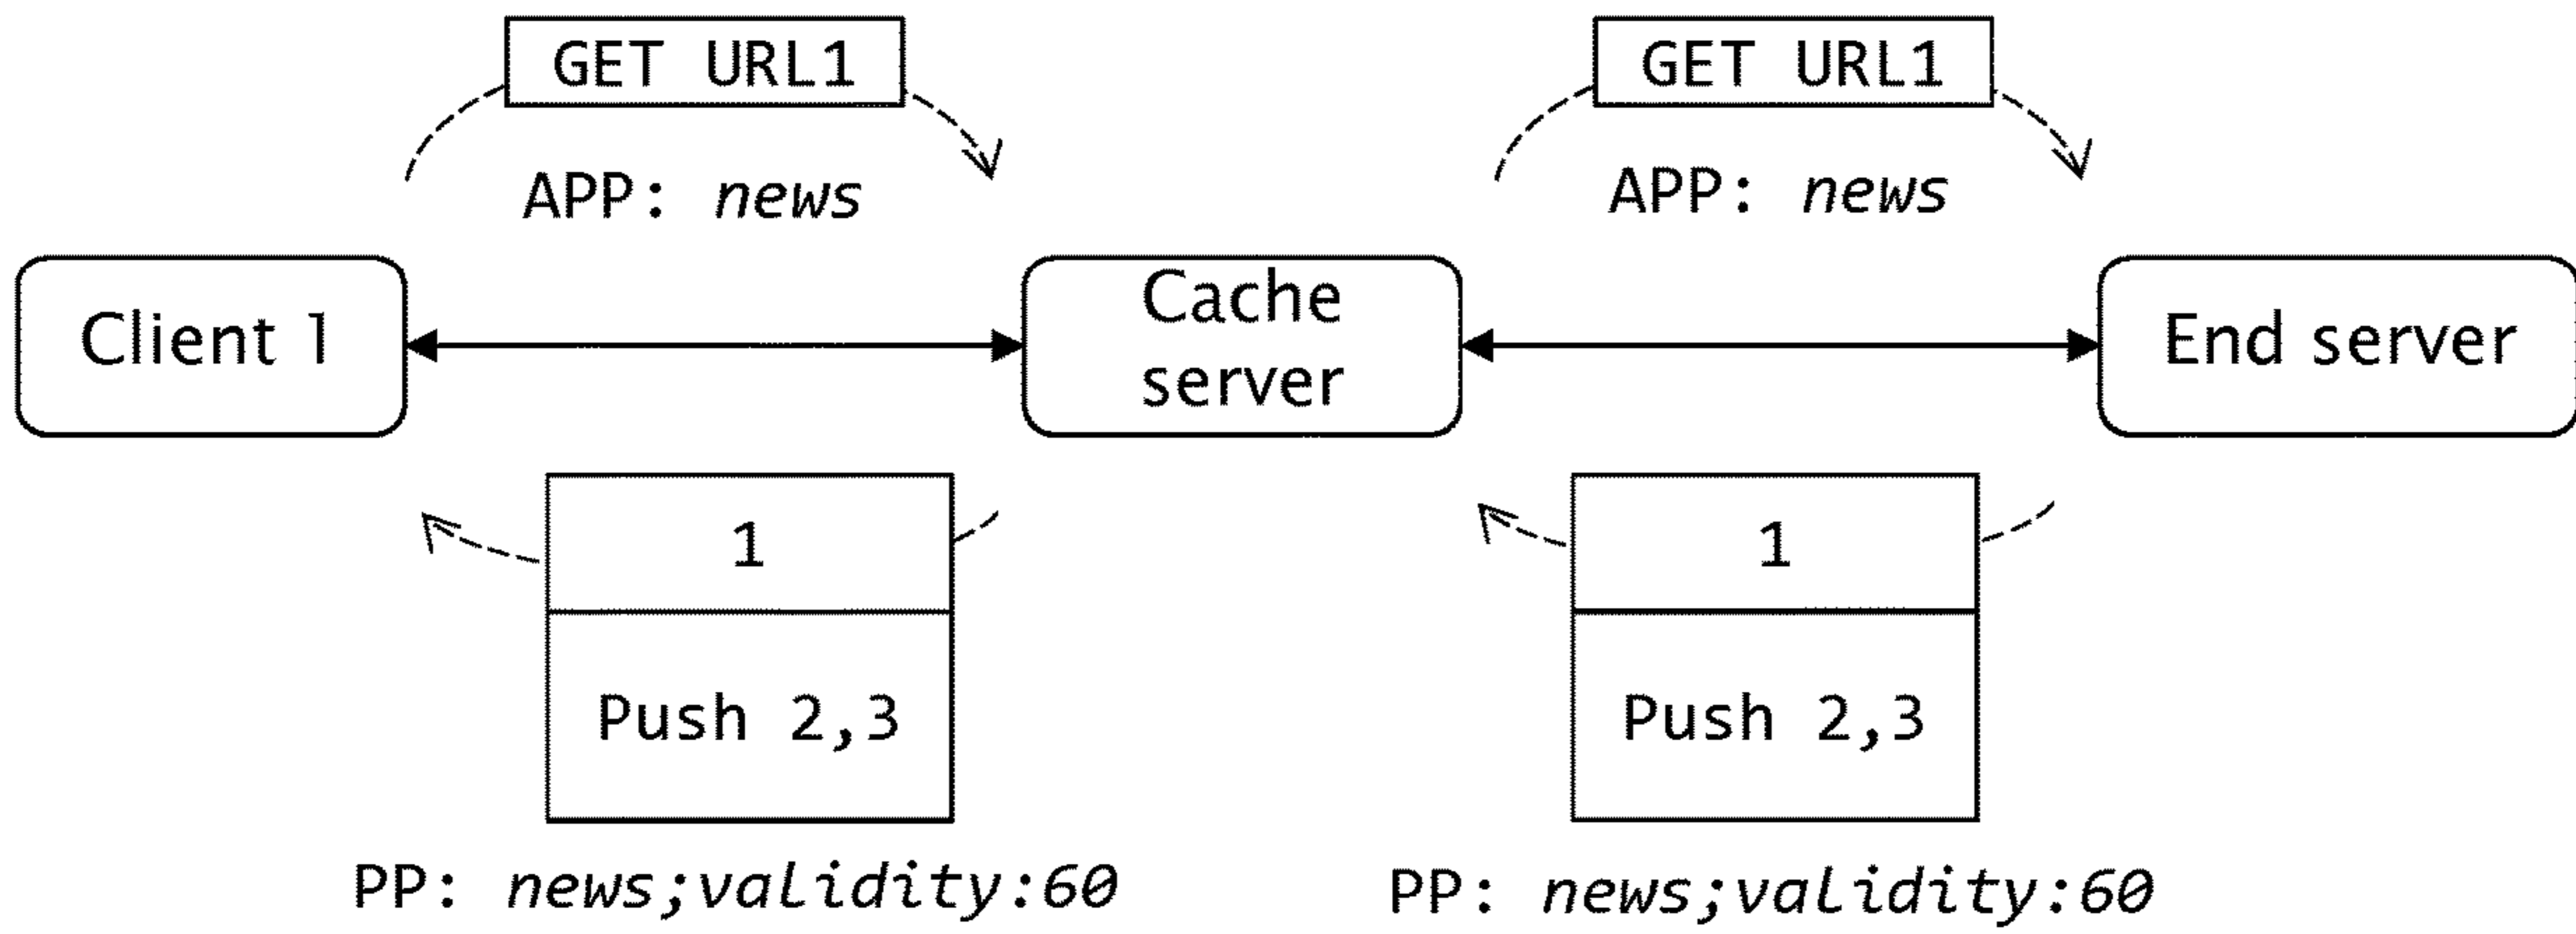 GET URL1
GET URL1
APP: news
APP: news
Client 1
Cache
server
End server
1
1
Push 2,3
Push 2,3
PP: news;validity:60
PP: news;validity:60